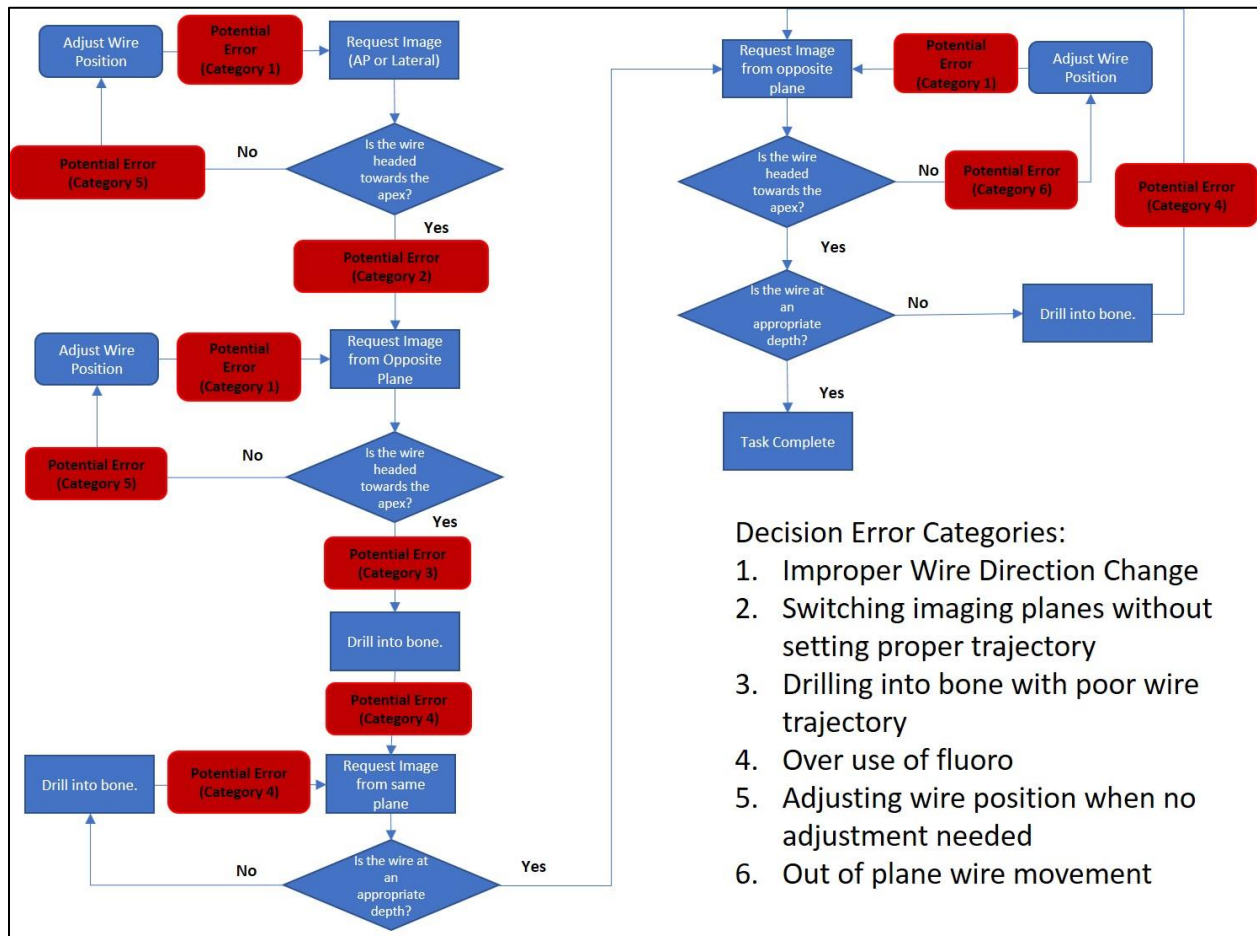 Adjust Wire
Position
Potential
Error
(Category 1)
Request Image
(AP or Lateral)
Is the wire
headed
towards the
apex?
No
Potential Error
(Category 5)
Yes
Potential Error
(Category 2)
Adjust Wire
Position
Potential
Error
(Category 1)
Request Image
from Opposite
Plane
Is the wire
headed
towards the
apex?
No
Potential Error
(Category 5)
Yes
Potential Error
(Category 3)
Drill into bone.
Potential Error
(Category 4)
Drill into bone.
Potential Error
(Category 4)
Request Image
from same
plane
Is the wire at
an
appropriate
depth?
No
Yes
Request Image
from opposite
plane
Potential
Error
(Category 1)
Adjust Wire
Position
Is the wire
headed
towards the
apex?
No
Potential Error
(Category 6)
Potential Error
(Category 4)
Yes
Is the wire at
an
appropriate
depth?
No
Drill into bone.
Yes
Task Complete
Decision Error Categories:
1. Improper Wire Direction Change
2. Switching imaging planes without
setting proper trajectory
3. Drilling into bone with poor wire
trajectory
4. Over use of fluoro
5. Adjusting wire position when no
adjustment needed
6. Out of plane wire movement